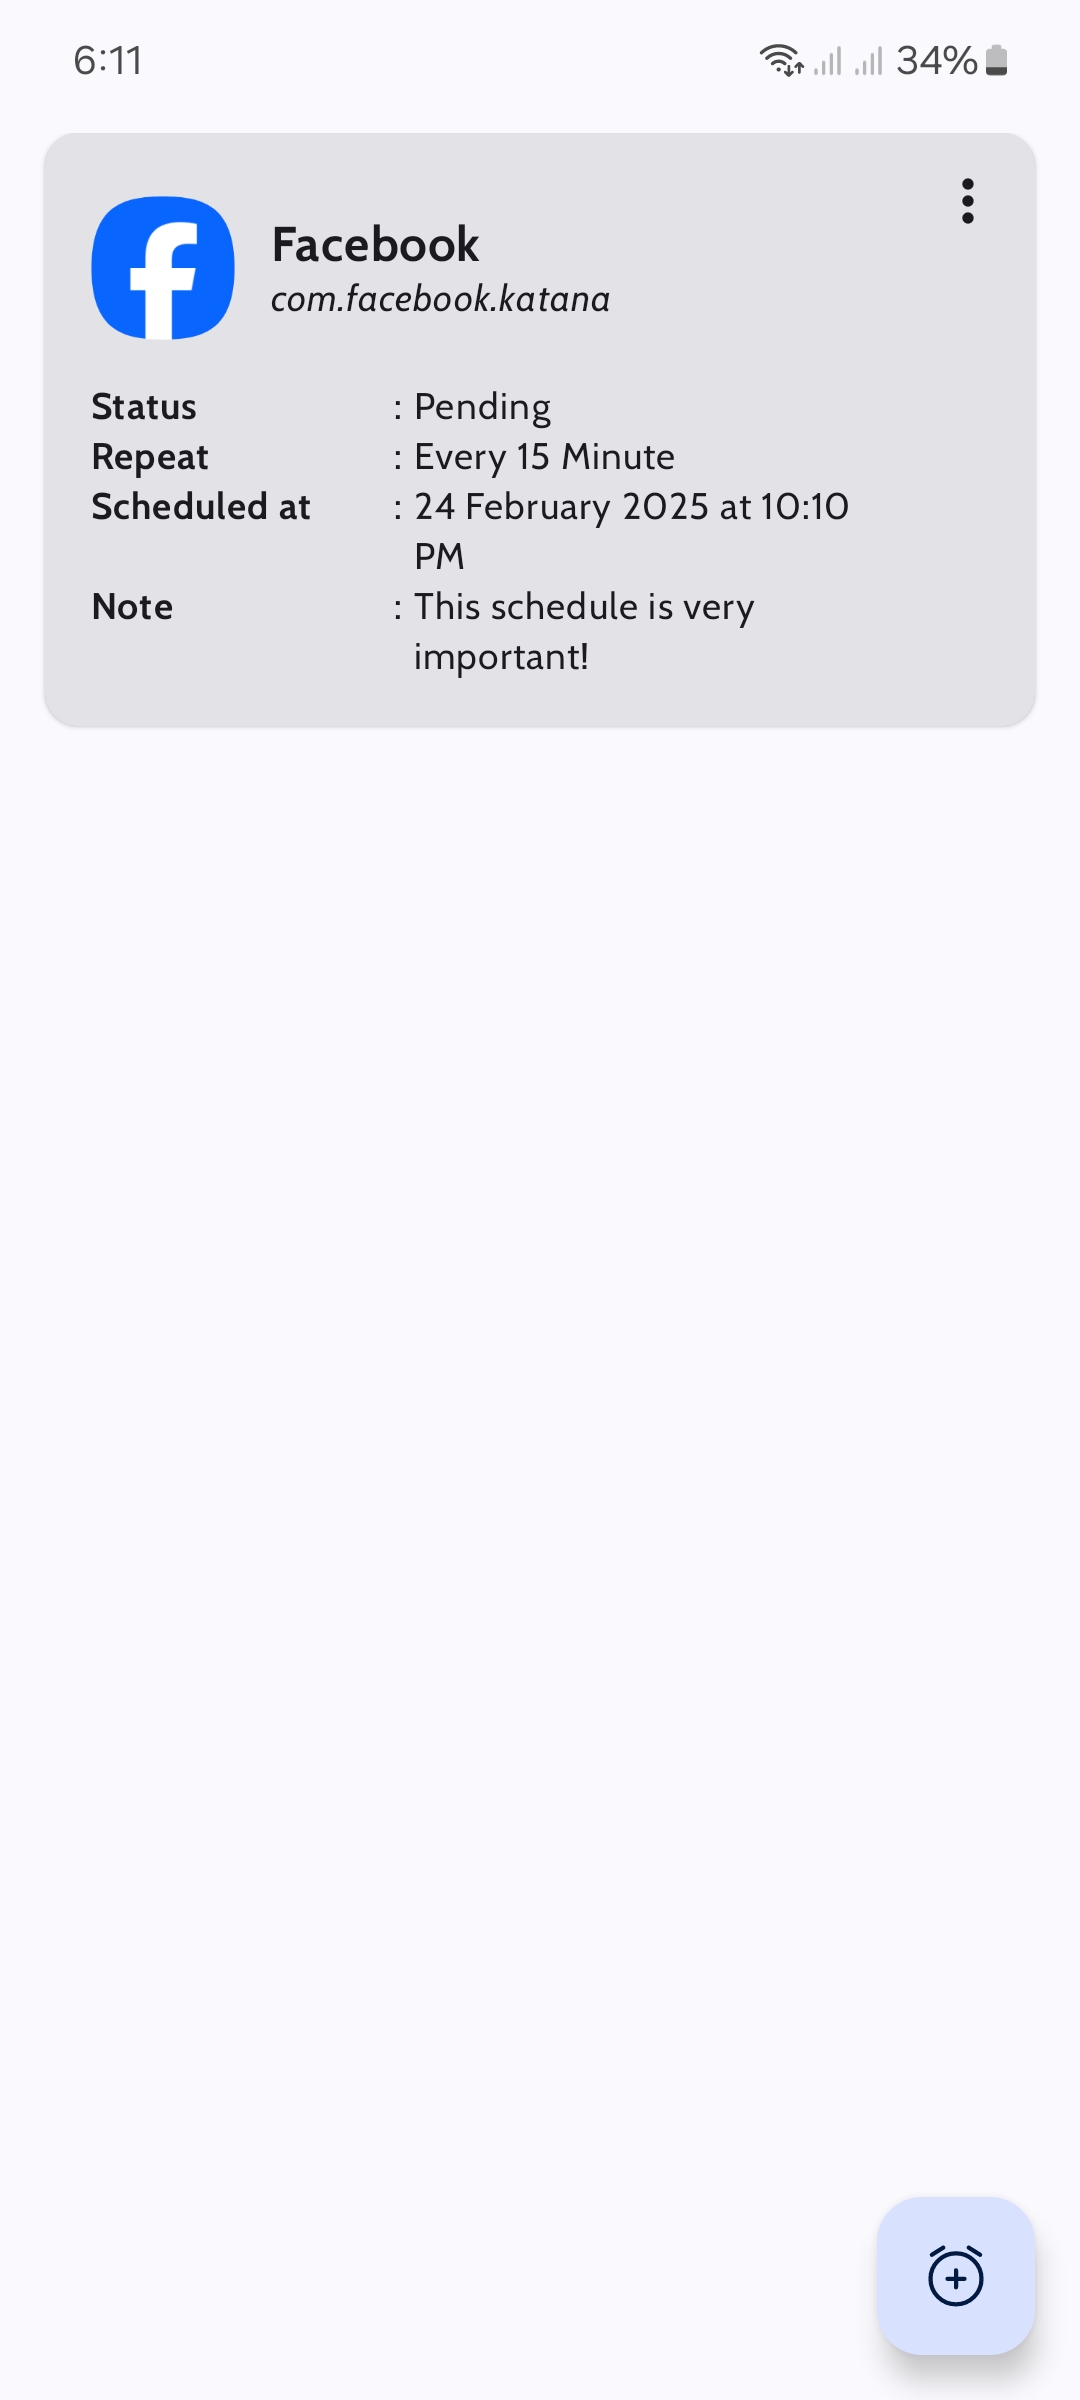 6:11
34%
Facebook
com.facebook.katana
Status : Pending
Repeat : Every 15 Minute
Scheduled at : 24 February 2025 at 10:10
PM
Note : This schedule is very
important!